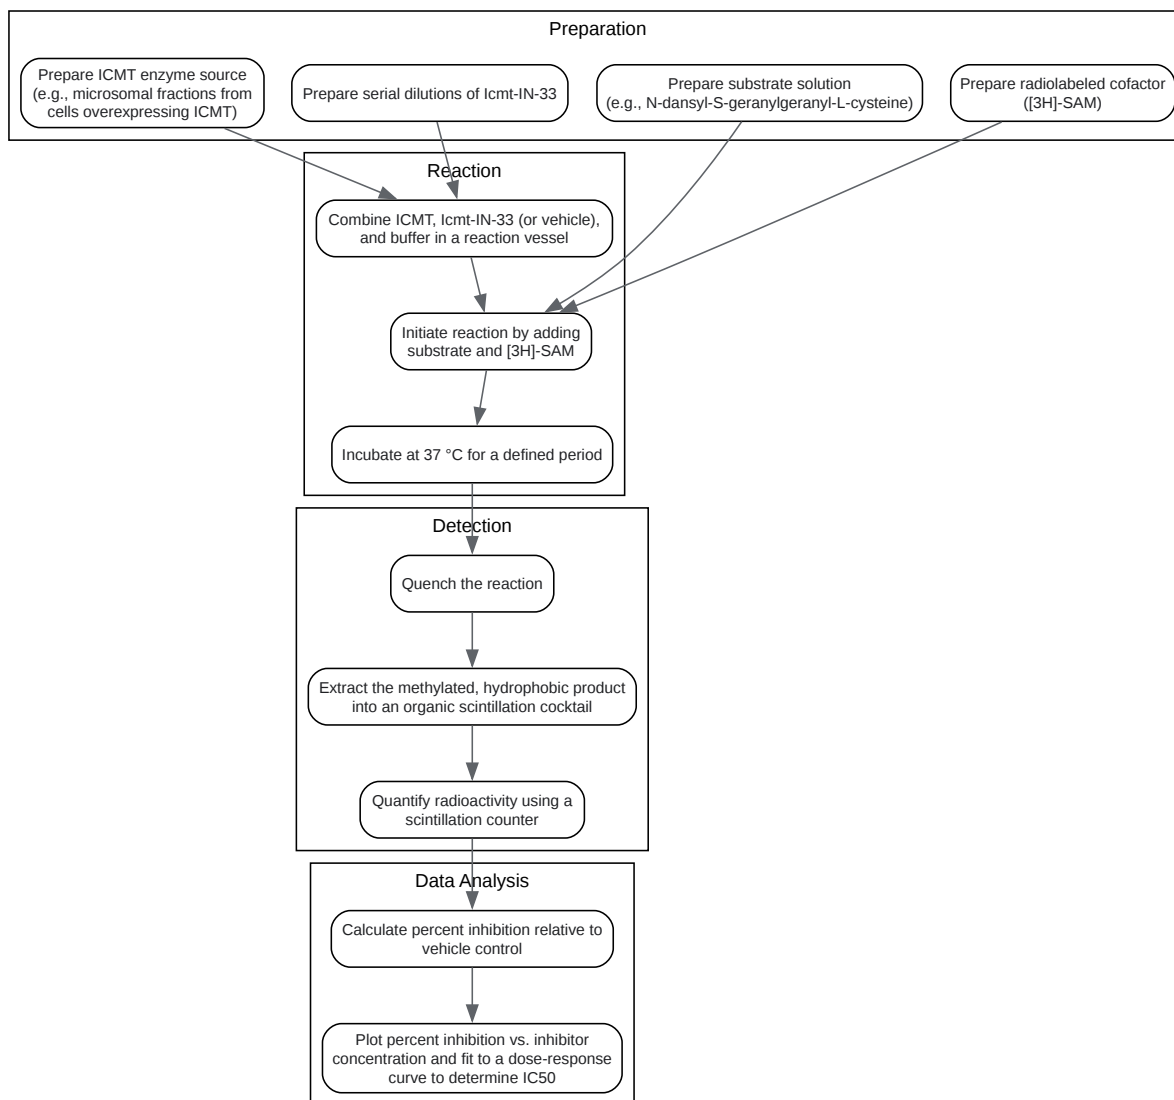 Preparation
Prepare ICMT enzyme source
(e.g., microsomal fractions from
cells overexpressing ICMT)
Prepare serial dilutions of Icmt-IN-33
Prepare substrate solution
(e.g., N-dansyl-S-geranylgeranyl-L-cysteine)
Prepare radiolabeled cofactor
([3H]-SAM)
Reaction
Combine ICMT, Icmt-IN-33 (or vehicle),
and buffer in a reaction vessel
Initiate reaction by adding
substrate and [3H]-SAM
Incubate at 37 °C for a defined period
Detection
Quench the reaction
Extract the methylated, hydrophobic product
into an organic scintillation cocktail
Quantify radioactivity using a
scintillation counter
Data Analysis
Calculate percent inhibition relative to
vehicle control
Plot percent inhibition vs. inhibitor
concentration and fit to a dose-response
curve to determine IC50